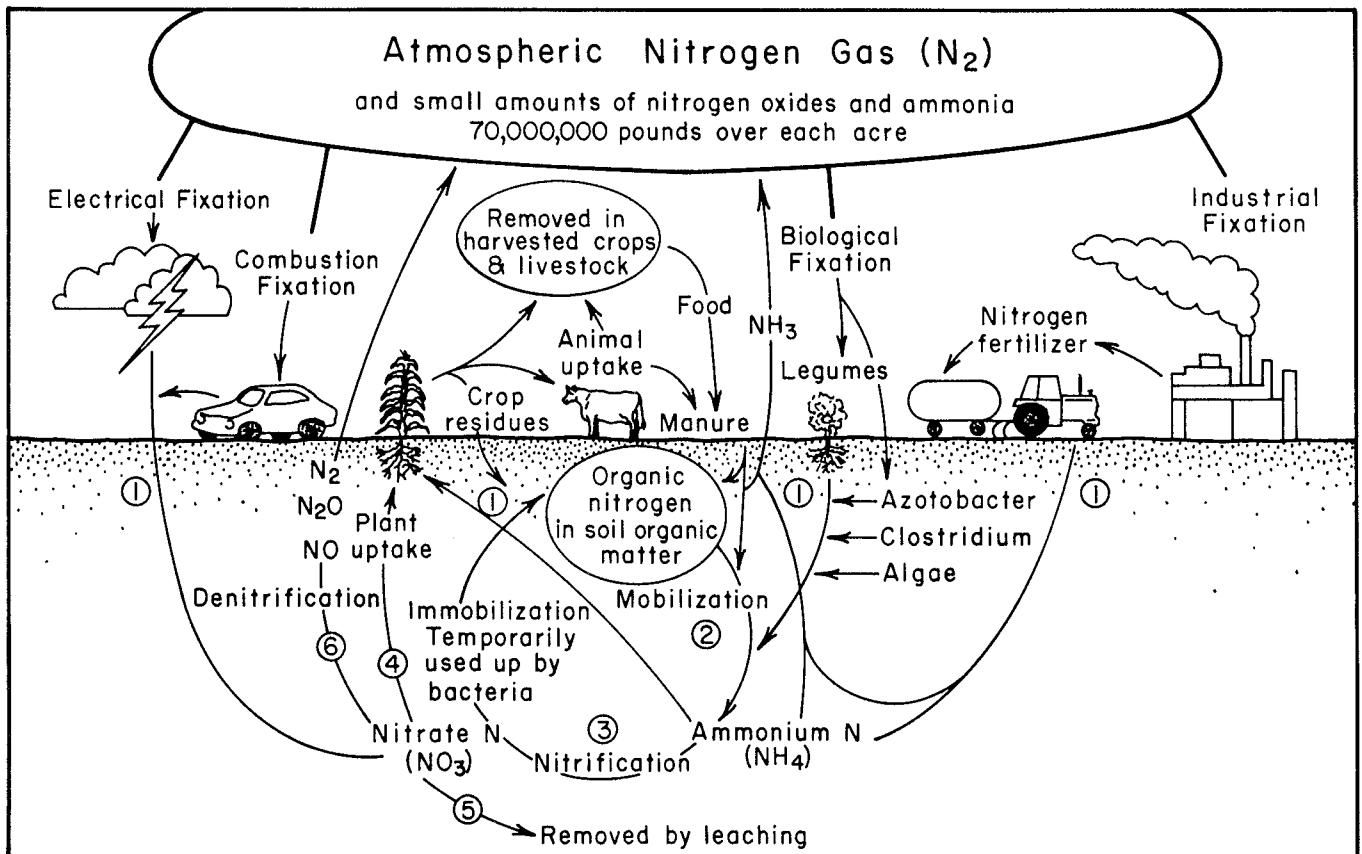 Atmospheric Nitrogen Gas (N₂)
and small amounts of nitrogen oxides and ammonia
70,000,000 pounds over each acre
Electrical Fixation
Combustion
Fixation
Removed in
harvested crops
& livestock
Biological
Fixation
Industrial
Fixation
Food
NH₃
Animal
uptake
Legumes
Nitrogen
fertilizer
Crop
residues
Manure
N₂
N₂O
NO
Plant
uptake
①
①
①
①
Organic
nitrogen
in soil organic
matter
Azotobacter
Clostridium
Algae
Denitrification
⑥
④
Immobilization
Temporarily
used up by
bacteria
Mobilization
②
Nitrate N
(NO₃)
③
Nitrification
Ammonium N
(NH₄)
⑤
Removed by leaching